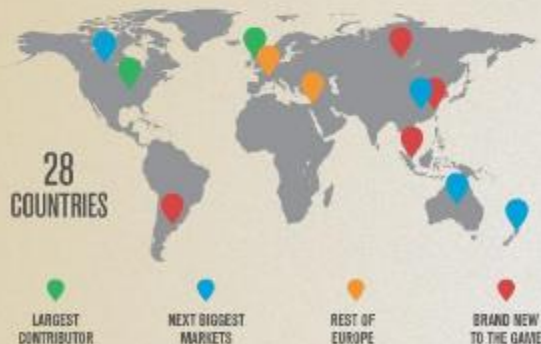 28
COUNTRIES
LARGEST
CONTRIBUTOR
NEXT BIGGEST
MARKETS
REST OF
EUROPE
BRAND NEW
TO THE GAME